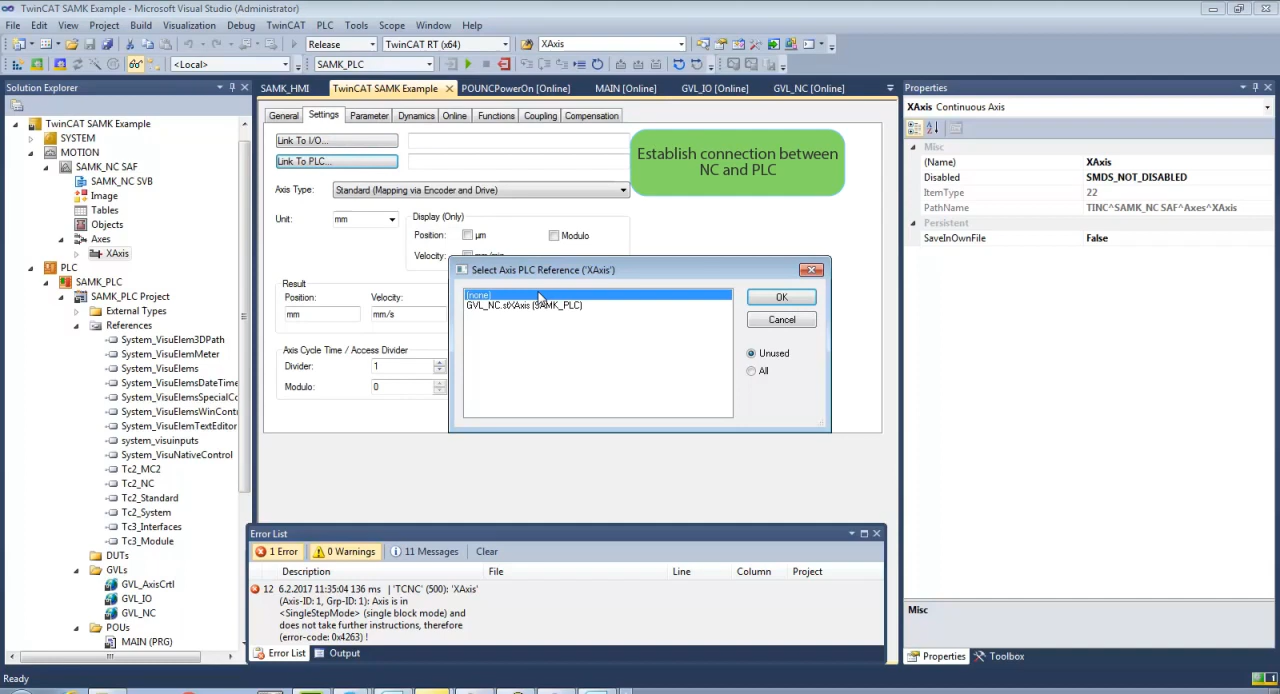 TwinCAT SAMK Example - Microsoft Visual Studio (Administrator)
File Edit View Project Build Visualization Debug TwinCAT PLC Tools Scope Window Help
Release TwinCAT RT (x64) XAxis
<Local> SAMK_PLC
Solution Explorer
TwinCAT SAMK Example
SYSTEM
MOTION
SAMK_NC SAF
SAMK_NC SVB
Image
Tables
Objects
Axes
XAxis
PLC
SAMK_PLC
SAMK_PLC Project
External Types
References
System_VisuElem3DPath
System_VisuElemMeter
System_VisuElems
System_VisuElemsDateTime
System_VisuElemsSpecialCo
System_VisuElemsWinContr
System_VisuElemTextEditor
system_visuinputs
System_VisuNativeControl
Tc2_MC2
Tc2_NC
Tc2_Standard
Tc2_System
Tc3_Interfaces
Tc3_Module
DUTs
GVLs
GVL_AxisCrtl
GVL_IO
GVL_NC
POUs
MAIN (PRG)
SAMK_HMI TwinCAT SAMK Example POUNCPowerOn [Online] MAIN [Online] GVL_IO [Online] GVL_NC [Online]
General Settings Parameter Dynamics Online Functions Coupling Compensation
Link To I/O...
Link To PLC...
Axis Type: Standard (Mapping via Encoder and Drive)
Unit: mm
Display (Only)
Position: µm Modulo
Velocity: mm/min
Result
Position: Velocity:
mm mm/s
Axis Cycle Time / Access Divider
Divider: 1
Modulo: 0
Establish connection between
NC and PLC
Select Axis PLC Reference ('XAxis')
(none)
GVL_NC.stXAxis (SAMK_PLC)
OK
Cancel
Unused
All
Error List
1 Error 0 Warnings 11 Messages Clear
Description File Line Column Project
12 6.2.2017 11:35:04 136 ms | 'TCNC' (500): 'XAxis'
(Axis-ID: 1, Grp-ID: 1): Axis is in
<SingleStepMode> (single block mode) and
does not take further instructions, therefore
(error-code: 0x4263) !
Error List Output
Properties
XAxis Continuous Axis
Misc
(Name) XAxis
Disabled SMDS_NOT_DISABLED
ItemType 22
PathName TINC^SAMK_NC SAF^Axes^XAxis
Persistent
SaveInOwnFile False
Misc
Properties Toolbox
Ready